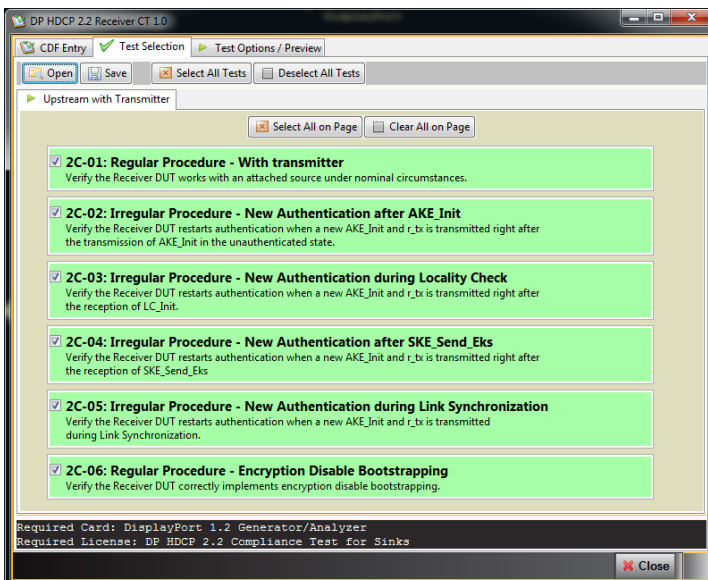 DP HDCP 2.2 Receiver CT 1.0
CDF Entry Test Selection Test Options / Preview
Open Save Select All Tests Deselect All Tests
Upstream with Transmitter
Select All on Page Clear All on Page
2C-01: Regular Procedure - With transmitter
Verify the Receiver DUT works with an attached source under nominal circumstances.
2C-02: Irregular Procedure - New Authentication after AKE_Init
Verify the Receiver DUT restarts authentication when a new AKE_Init and r_tx is transmitted right after
the transmission of AKE_Init in the unauthenticated state.
2C-03: Irregular Procedure - New Authentication during Locality Check
Verify the Receiver DUT restarts authentication when a new AKE_Init and r_tx is transmitted right after
the reception of LC_Init.
2C-04: Irregular Procedure - New Authentication after SKE_Send_Eks
Verify the Receiver DUT restarts authentication when a new AKE_Init and r_tx is transmitted right after
the reception of SKE_Send_Eks
2C-05: Irregular Procedure - New Authentication during Link Synchronization
Verify the Receiver DUT restarts authentication when a new AKE_Init and r_tx is transmitted
during Link Synchronization.
2C-06: Regular Procedure - Encryption Disable Bootstrapping
Verify the Receiver DUT correctly implements encryption disable bootstrapping.
Required Card: DisplayPort 1.2 Generator/Analyzer
Required License: DP HDCP 2.2 Compliance Test for Sinks
Close